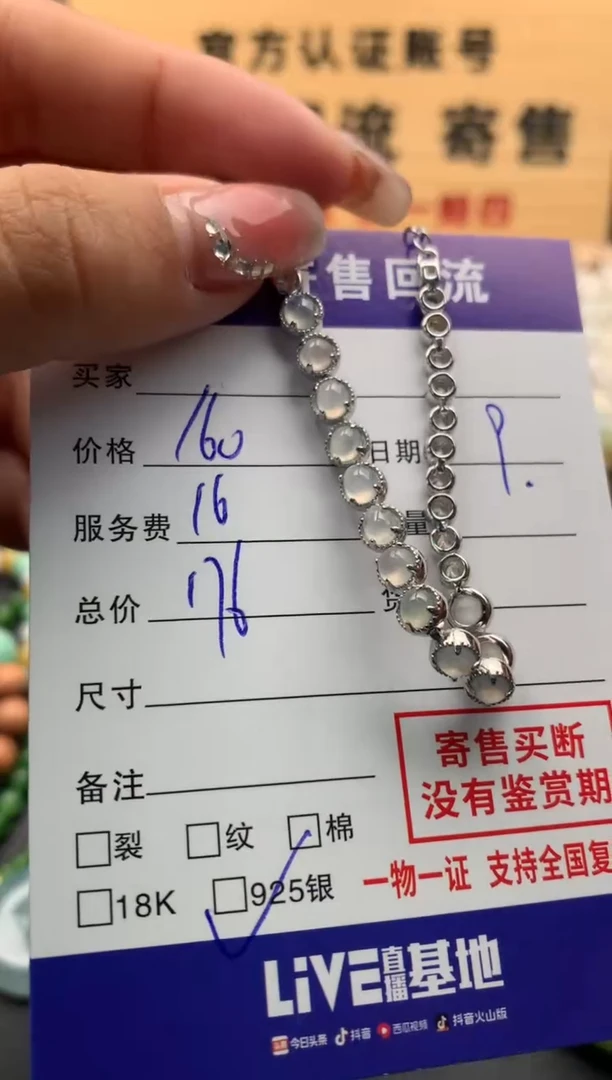 官方认证账号
流 寄售
寄售回流
买家
价格 160 日期 9.
服务费 16 量
总价 176
尺寸
备注
寄售买断
没有鉴赏期
裂 纹 棉
18K 925银
一物一证 支持全国复
LiVE直播基地
今日头条 抖音 西瓜视频 抖音火山版